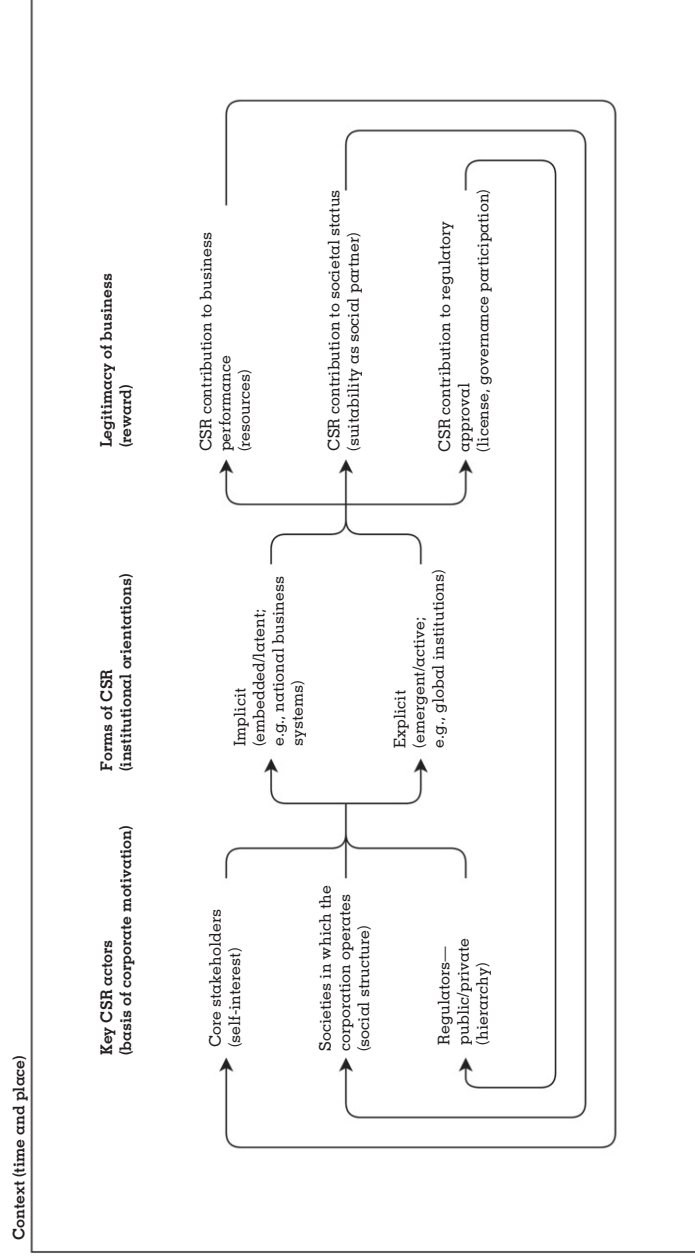 Context (time and place)
Key CSR actors
(basis of corporate motivation)
Forms of CSR
(institutional orientations)
Legitimacy of business
(reward)
Core stakeholders
(self-interest)
Societies in which the
corporation operates
(social structure)
Regulators—
public/private
(hierarchy)
Implicit
(embedded/latent;
e.g., national business
systems)
Explicit
(emergent/active;
e.g., global institutions)
CSR contribution to business
performance
(resources)
CSR contribution to societal status
(suitability as social partner)
CSR contribution to regulatory
approval
(license, governance participation)